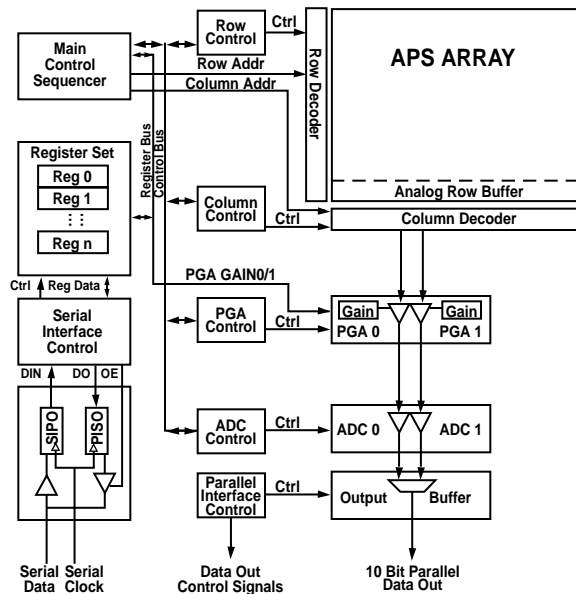 Main
Control
Sequencer
Row
Control
Ctrl
Row Addr
Column Addr
Row Decoder
APS ARRAY
Analog Row Buffer
Column Decoder
Register Bus
Control Bus
Register Set
Reg 0
Reg 1
Reg n
Column
Control
Ctrl
Ctrl
Reg Data
PGA GAIN0/1
Serial
Interface
Control
PGA
Control
Ctrl
Gain
Gain
PGA 0
PGA 1
DIN
DO
OE
SIPO
PISO
ADC
Control
Ctrl
ADC 0
ADC 1
Parallel
Interface
Control
Ctrl
Output
Buffer
Serial
Data
Serial
Clock
Data Out
Control Signals
10 Bit Parallel
Data Out